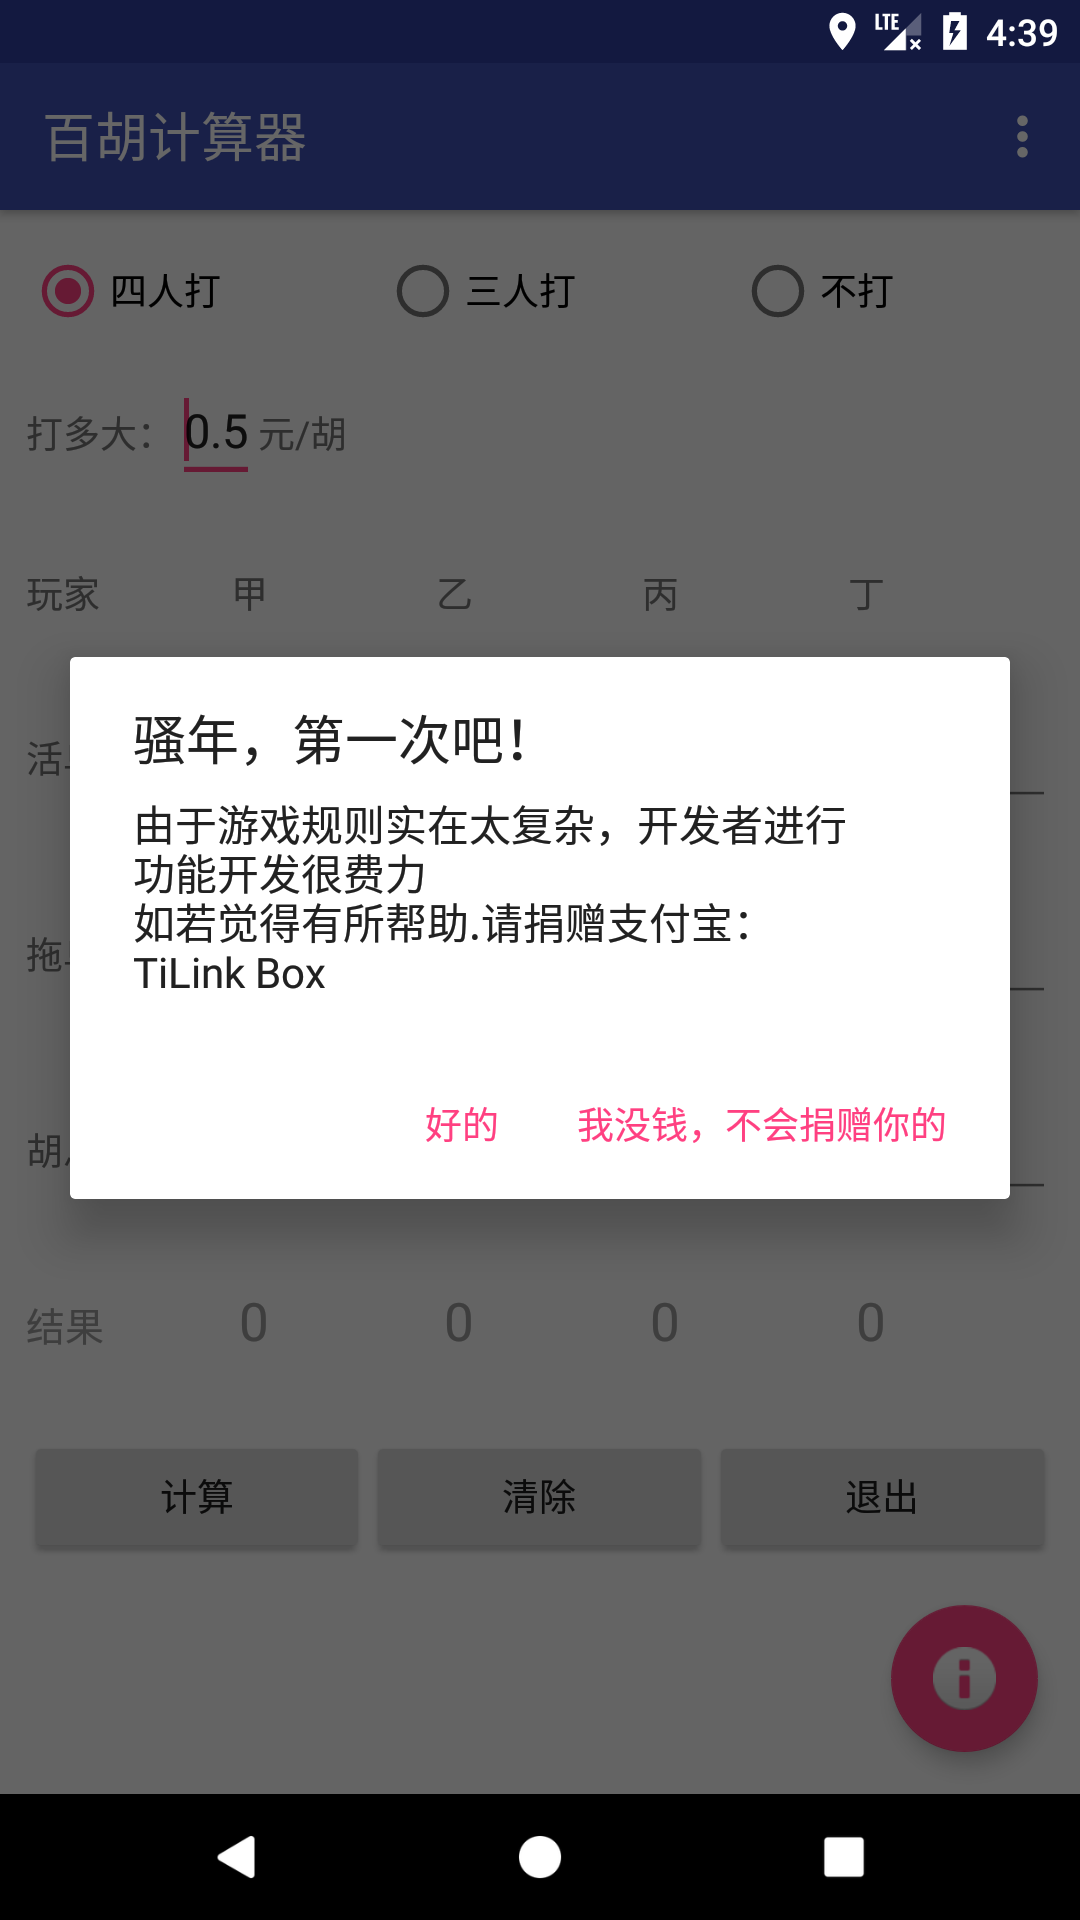 LTE 4:39
百胡计算器
四人打 三人打 不打
打多大： 0.5 元/胡
玩家 甲 乙 丙 丁
活
拖
胡
骚年，第一次吧！
由于游戏规则实在太复杂，开发者进行
功能开发很费力
如若觉得有所帮助.请捐赠支付宝：
TiLink Box
好的 我没钱，不会捐赠你的
结果 0 0 0 0
计算 清除 退出